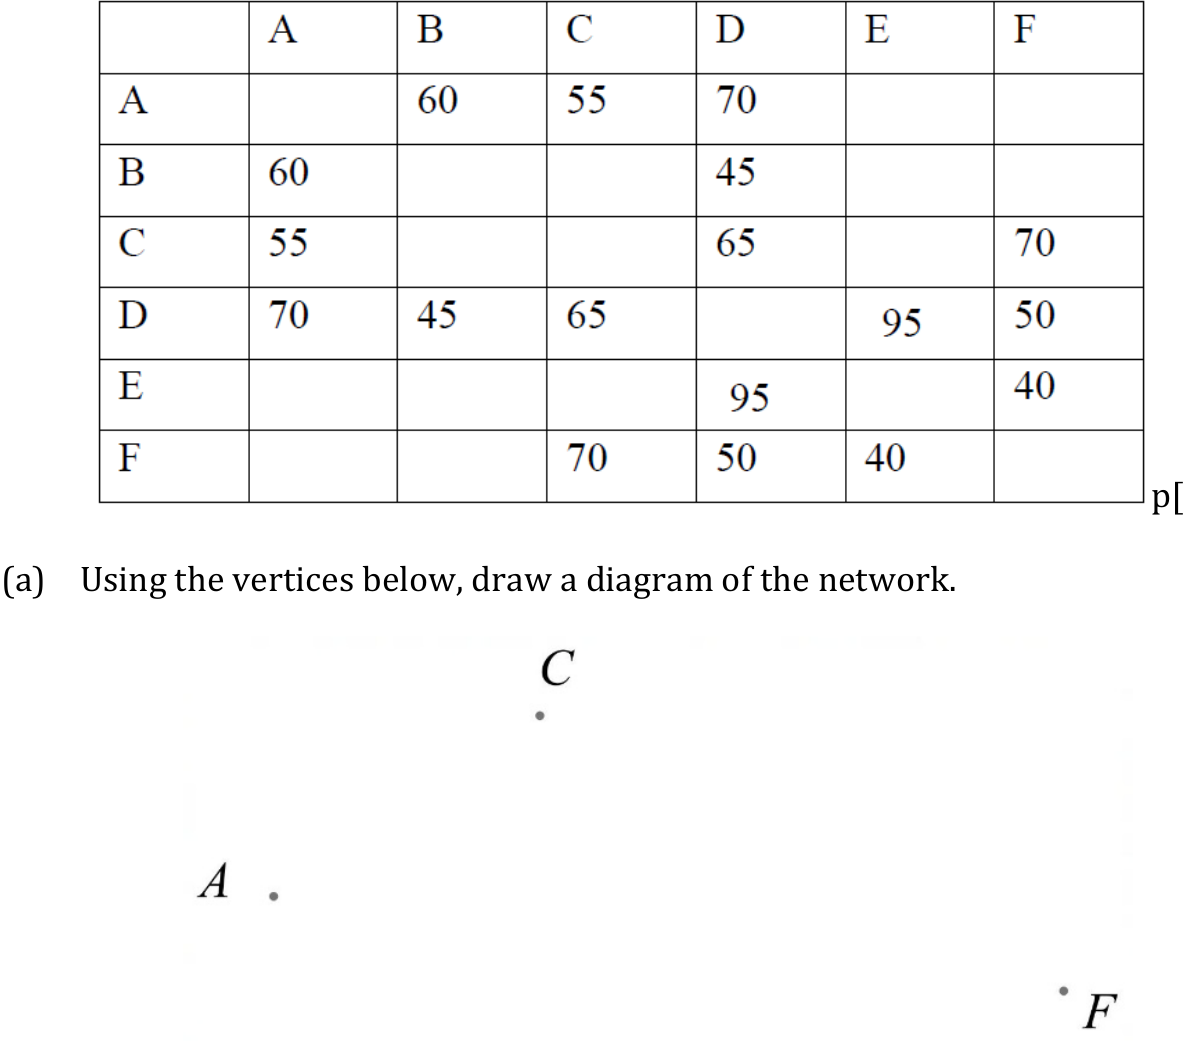 A B C D E F
A 60 55 70
B 60 45
C 55 65 70
D 70 45 65 95 50
E 95 40
F 70 50 40
p[
(a) Using the vertices below, draw a diagram of the network.
C
A
F